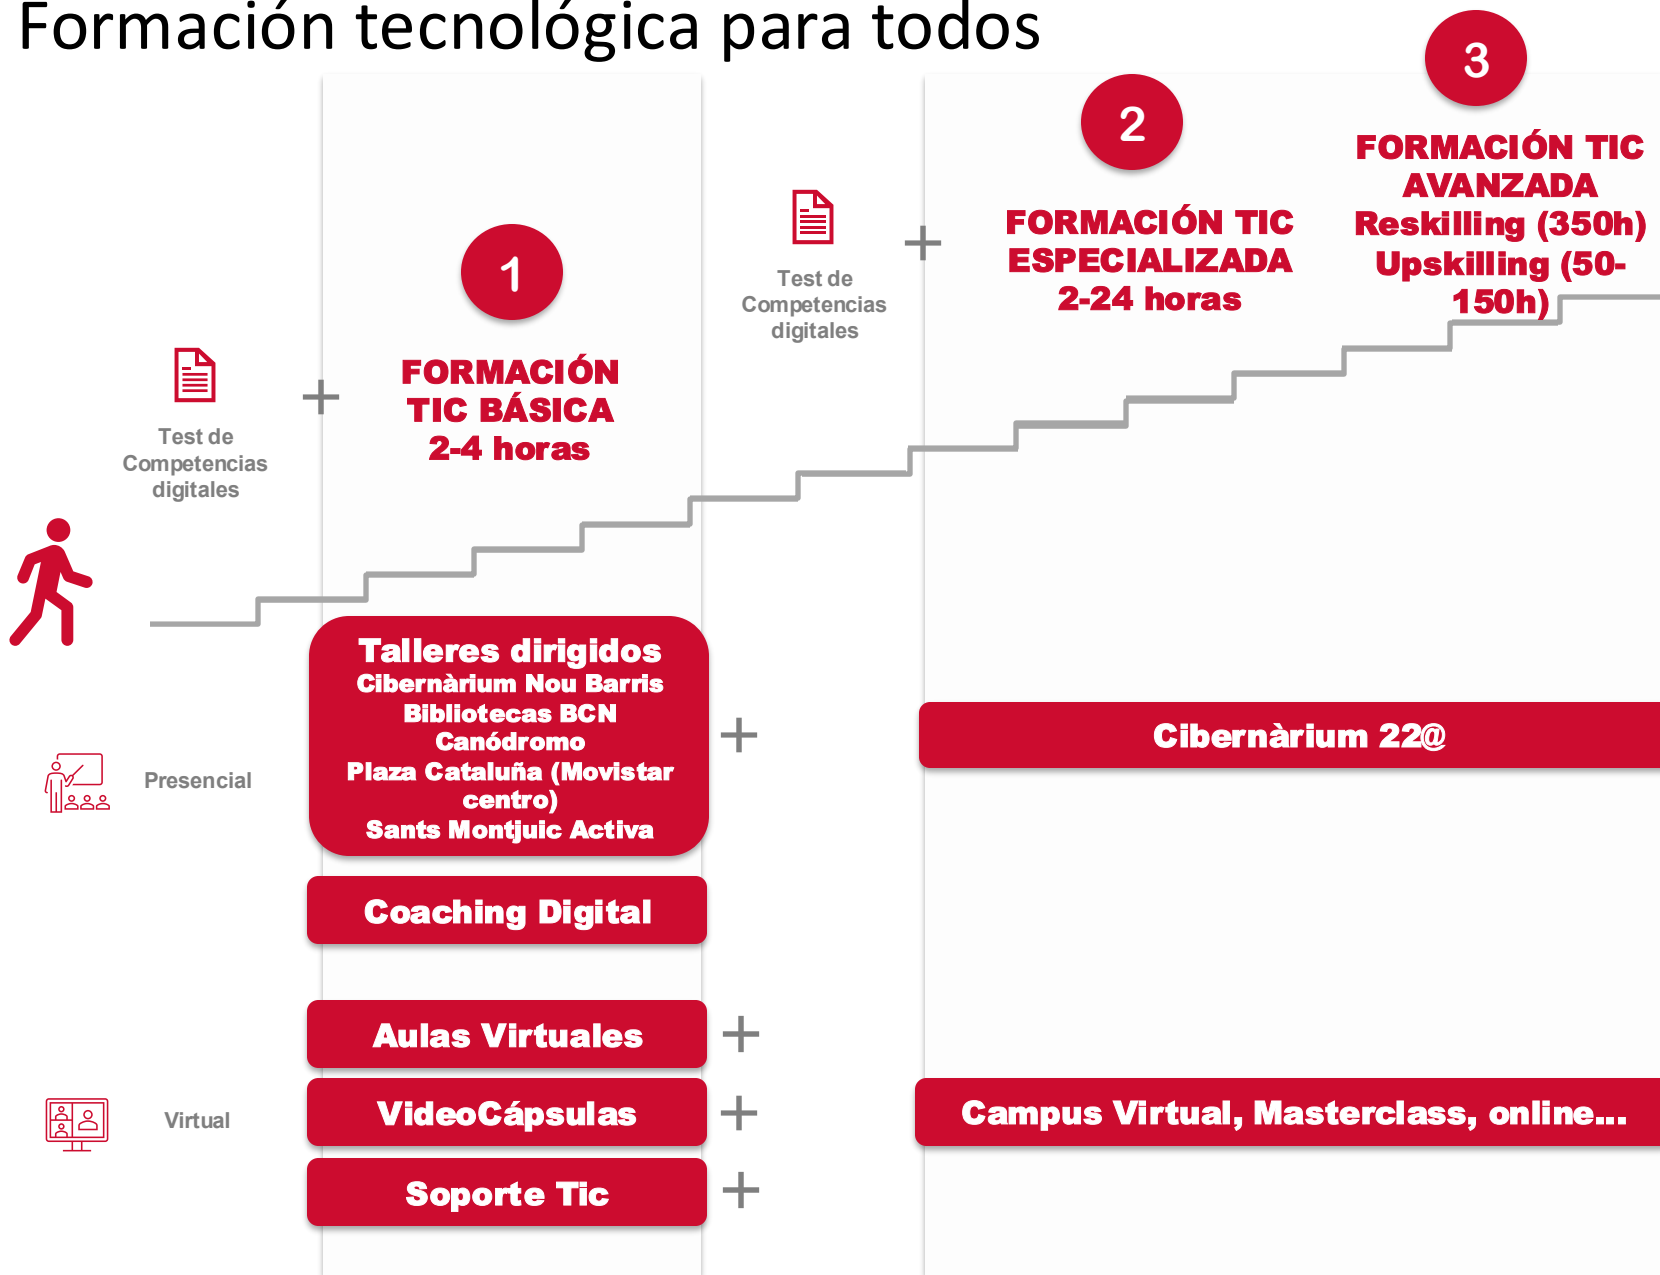 Formación tecnológica para todos
1
2
3
Test de
Competencias
digitales
FORMACIÓN
TIC BÁSICA
2-4 horas
Test de
Competencias
digitales
FORMACIÓN TIC
ESPECIALIZADA
2-24 horas
FORMACIÓN TIC
AVANZADA
Reskilling (350h)
Upskilling (50-
150h)
Presencial
Talleres dirigidos
Cibernàrium Nou Barris
Bibliotecas BCN
Canódromo
Plaza Cataluña (Movistar
centro)
Sants Montjuic Activa
Cibernàrium 22@
Coaching Digital
Virtual
Aulas Virtuales
VideoCápsulas
Soporte Tic
Campus Virtual, Masterclass, online...